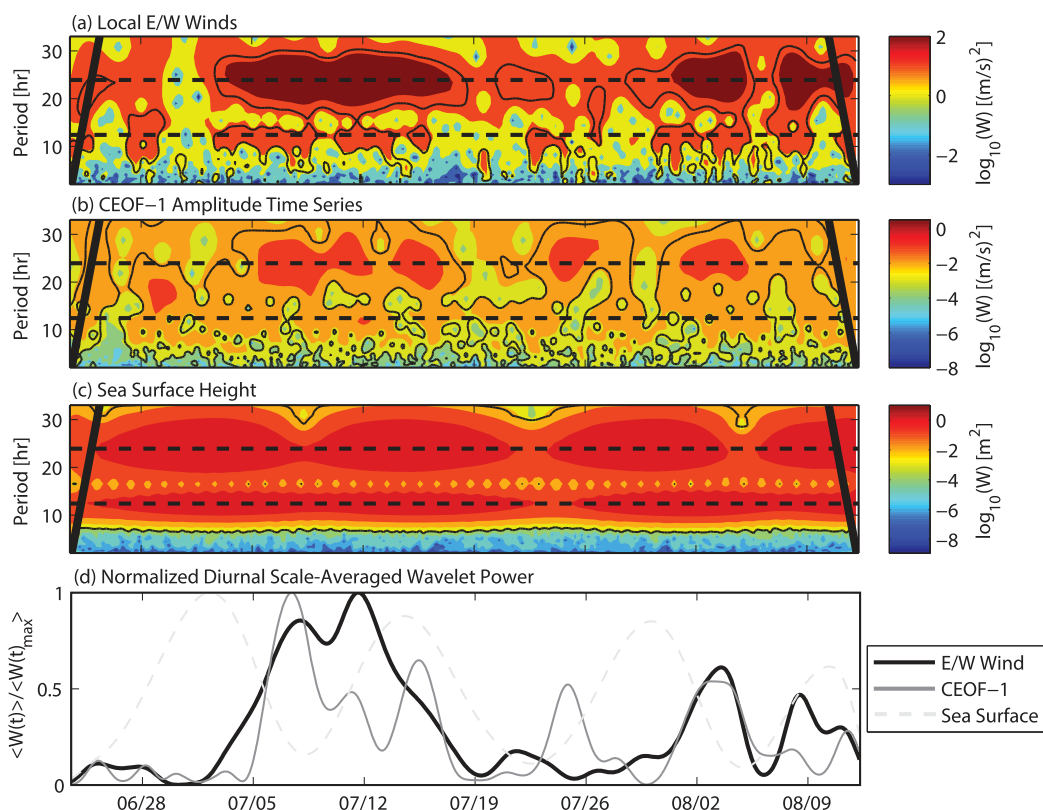 (a) Local E/W Winds
Period [hr]
30
20
10
2
0
−2
log10(W) [(m/s)²]
(b) CEOF−1 Amplitude Time Series
Period [hr]
30
20
10
0
−2
−4
−6
−8
log10(W) [(m/s)²]
(c) Sea Surface Height
Period [hr]
30
20
10
0
−2
−4
−6
−8
log10(W) [m²]
(d) Normalized Diurnal Scale-Averaged Wavelet Power
<W(t)>/<W(t)max>
1
0.5
0
06/28 07/05 07/12 07/19 07/26 08/02 08/09
E/W Wind
CEOF−1
Sea Surface